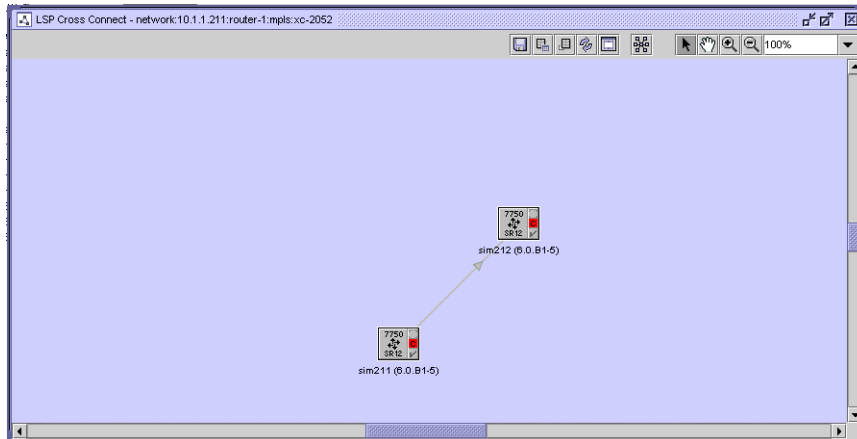 LSP Cross Connect - network:10.1.1.211:router-1:mpls:xc-2052
100%
7750
SR12
sim212 (6.0.B1-5)
7750
SR12
sim211 (6.0.B1-5)